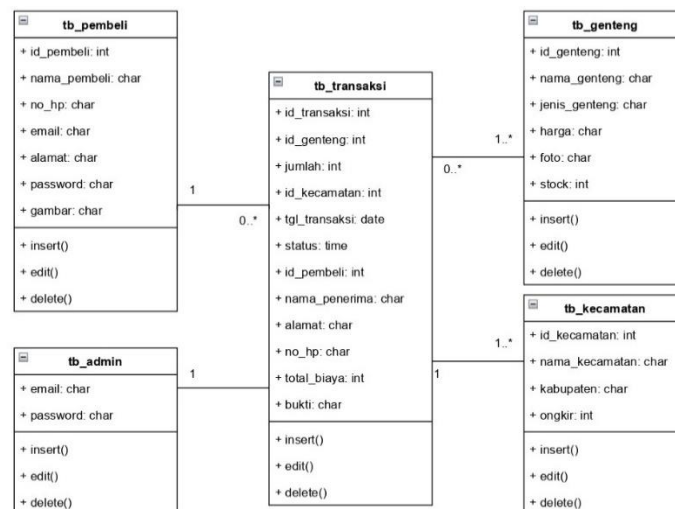 tb_pembeli
+ id_pembeli: int
+ nama_pembeli: char
+ no_hp: char
+ email: char
+ alamat: char
+ password: char
+ gambar: char
+ insert()
+ edit()
+ delete()
tb_admin
+ email: char
+ password: char
+ insert()
+ edit()
+ delete()
1
0..*
1
tb_transaksi
+ id_transaksi: int
+ id_genteng: int
+ jumlah: int
+ id_kecamatan: int
+ tgl_transaksi: date
+ status: time
+ id_pembeli: int
+ nama_penerima: char
+ alamat: char
+ no_hp: char
+ total_biaya: int
+ bukti: char
+ insert()
+ edit()
+ delete()
1..*
0..*
1..*
1
tb_genteng
+ id_genteng: int
+ nama_genteng: char
+ jenis_genteng: char
+ harga: char
+ foto: char
+ stock: int
+ insert()
+ edit()
+ delete()
tb_kecamatan
+ id_kecamatan: int
+ nama_kecamatan: char
+ kabupaten: char
+ ongkir: int
+ insert()
+ edit()
+ delete()